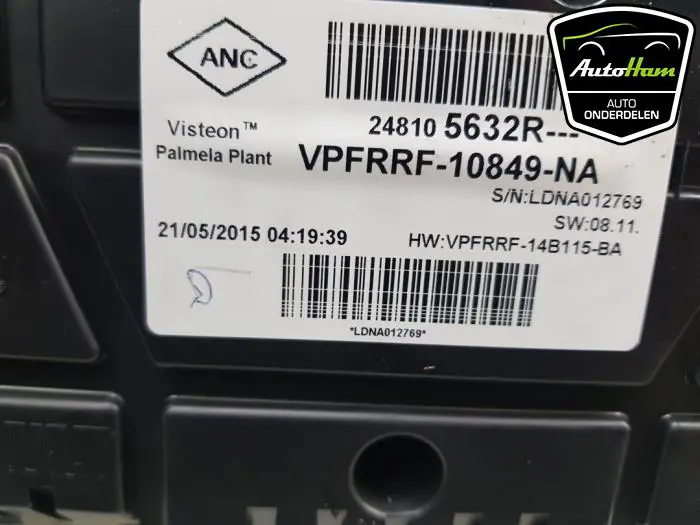 ANC
Visteon™
Palmela Plant
24810 5632R---
VPFRRF-10849-NA
S/N:LDNA012769
SW:08.11.
21/05/2015 04:19:39
HW:VPFRRF-14B115-BA
*LDNA012769*
AutoHam
AUTO
ONDERDELEN